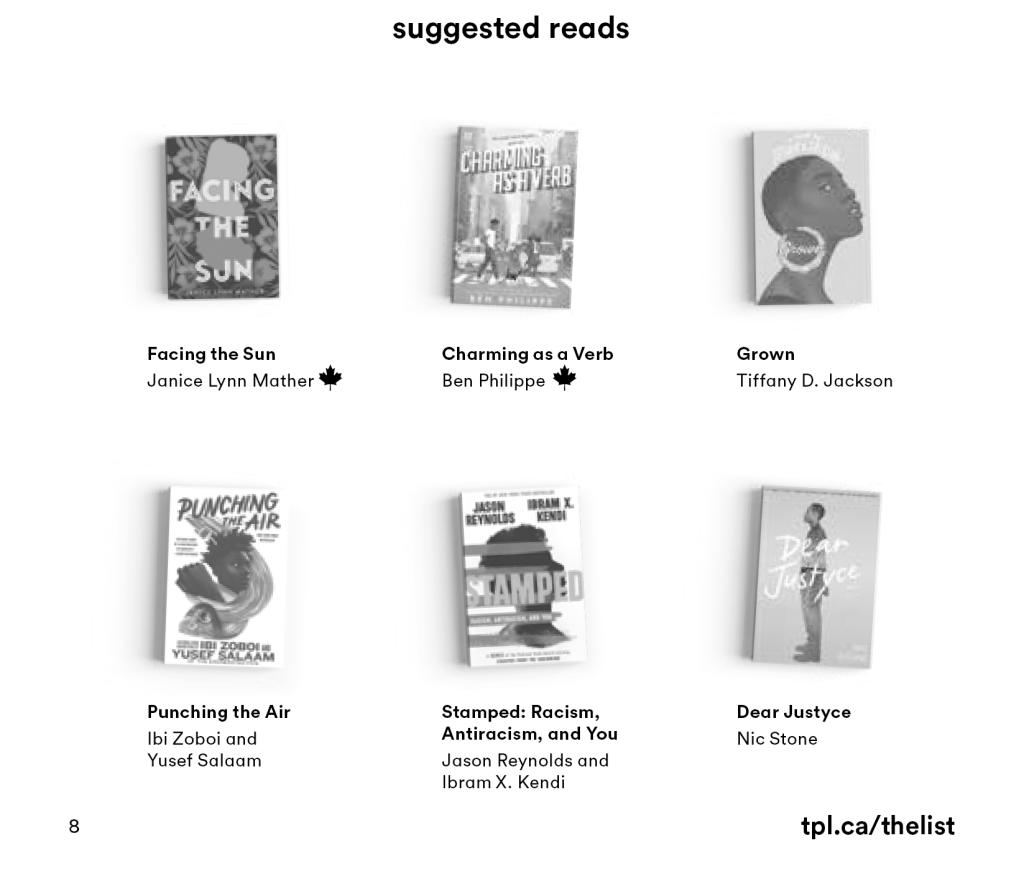 suggested reads
FACING
THE
SUN
JANICE LYNN MATHER
CHARMING
AS A VERB
BEN PHILIPPE
Grown
Facing the Sun
Janice Lynn Mather
Charming as a Verb
Ben Philippe
Grown
Tiffany D. Jackson
PUNCHING
THE AIR
IBI ZOBOI AND
YUSEF SALAAM
JASON
REYNOLDS
IBRAM X.
KENDI
STAMPED
RACISM, ANTIRACISM, AND YOU
Dear
Justyce
Punching the Air
Ibi Zoboi and
Yusef Salaam
Stamped: Racism,
Antiracism, and You
Jason Reynolds and
Ibram X. Kendi
Dear Justyce
Nic Stone
8
tpl.ca/thelist